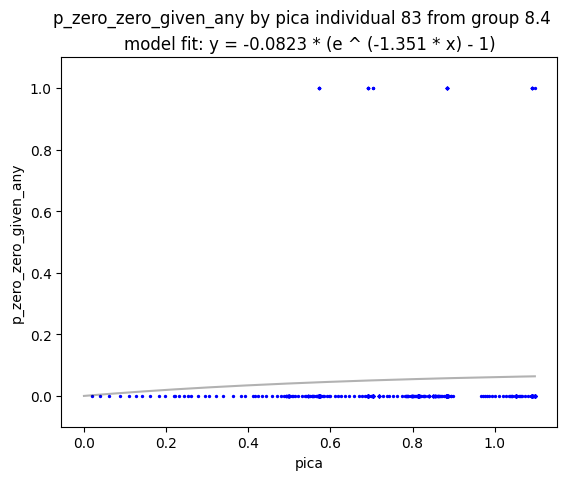 p_zero_zero_given_any by pica individual 83 from group 8.4
model fit: y = -0.0823 * (e ^ (-1.351 * x) - 1)
1.0
0.8
0.6
0.4
0.2
0.0
p_zero_zero_given_any
0.0 0.2 0.4 0.6 0.8 1.0
pica